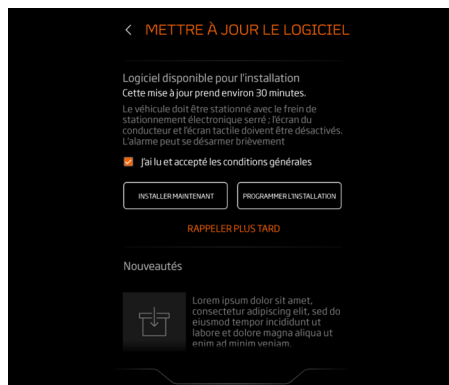 METTRE À JOUR LE LOGICIEL
Logiciel disponible pour l'installation
Cette mise à jour prend environ 30 minutes.
Le véhicule doit être stationné avec le frein de
stationnement électronique serré ; l'écran du
conducteur et l'écran tactile doivent être désactivés.
L'alarme peut se désarmer brièvement
J'ai lu et accepté les conditions générales
INSTALLER MAINTENANT
PROGRAMMER L'INSTALLATION
RAPPELER PLUS TARD
Nouveautés
Lorem ipsum dolor sit amet,
consectetur adipiscing elit, sed do
eiusmod tempor incididunt ut
labore et dolore magna aliqua ut
enim ad minim veniam.